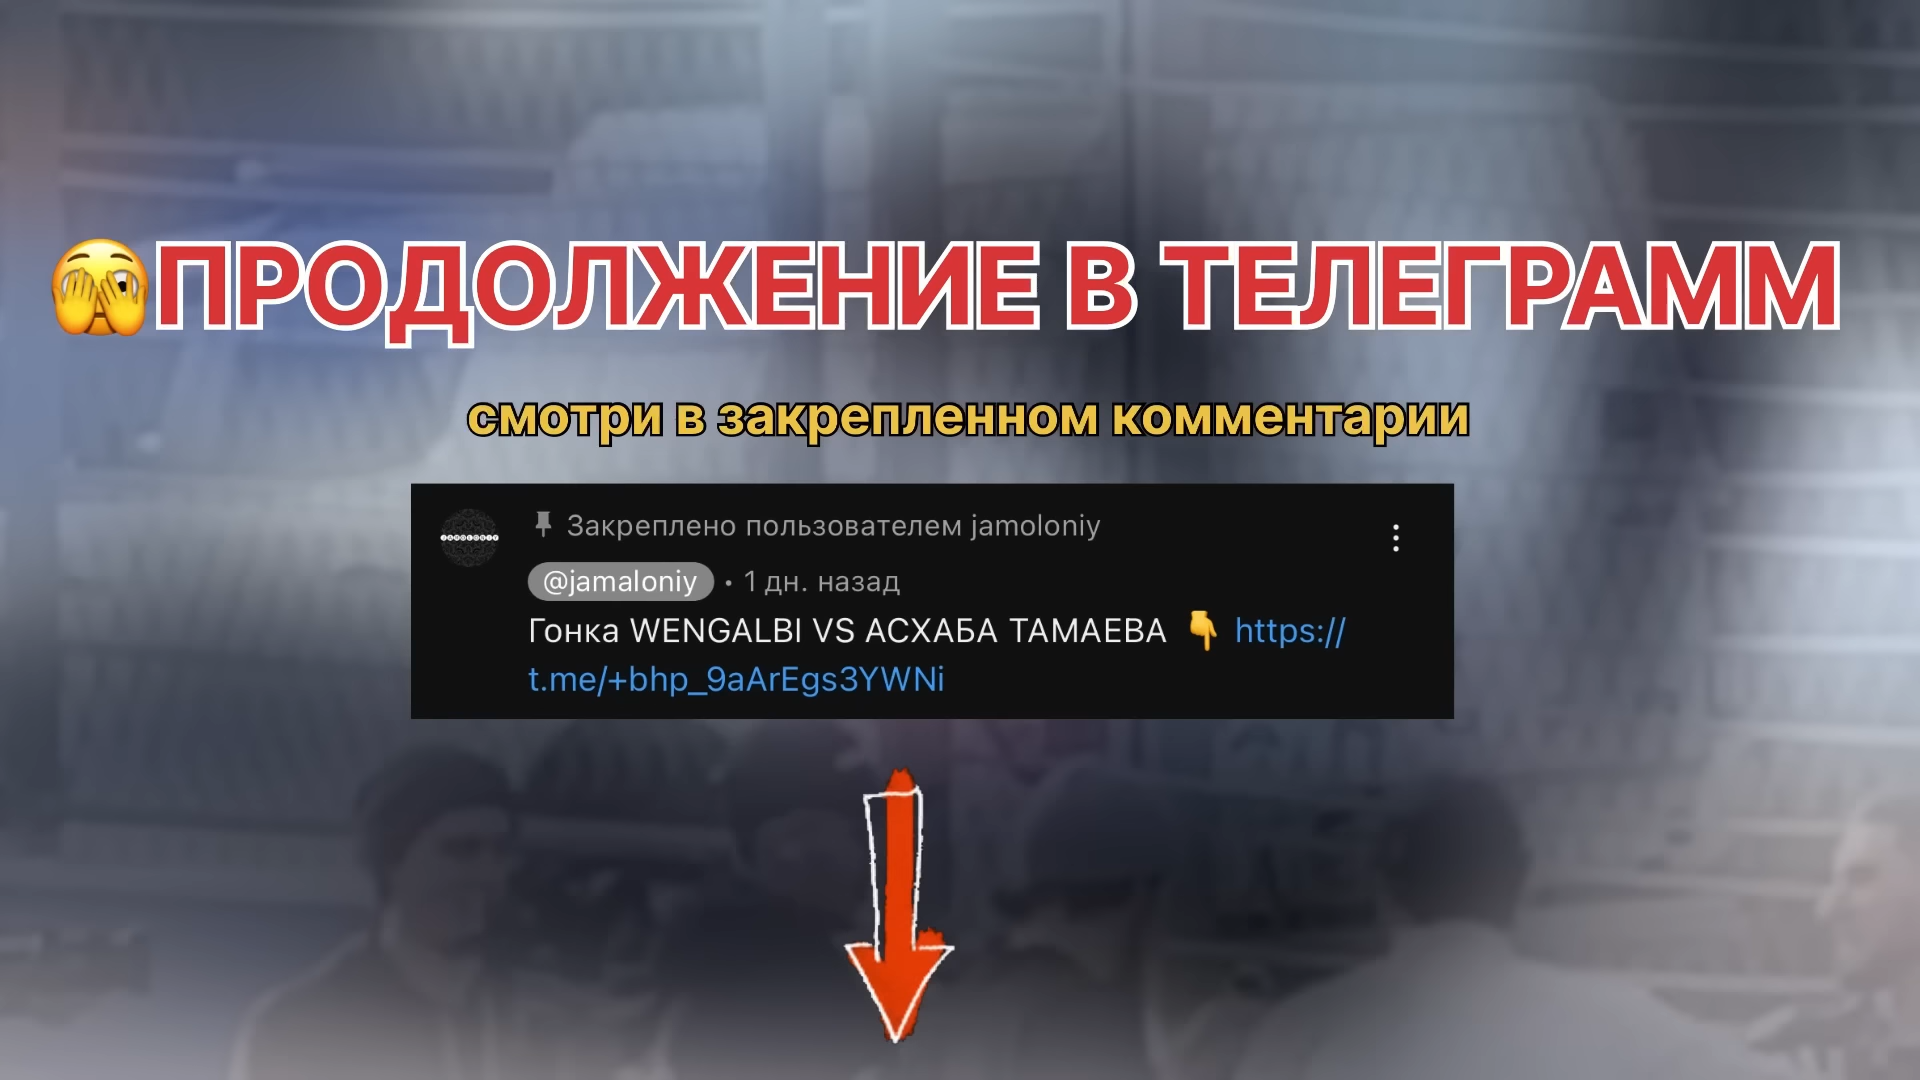 🫣ПРОДОЛЖЕНИЕ В ТЕЛЕГРАММ
смотри в закрепленном комментарии
Закреплено пользователем jamoloniy
@jamaloniy • 1 дн. назад
Гонка WENGALBI VS АСХАБА ТАМАЕВА 👇 https://
t.me/+bhp_9aArEgs3YWNi